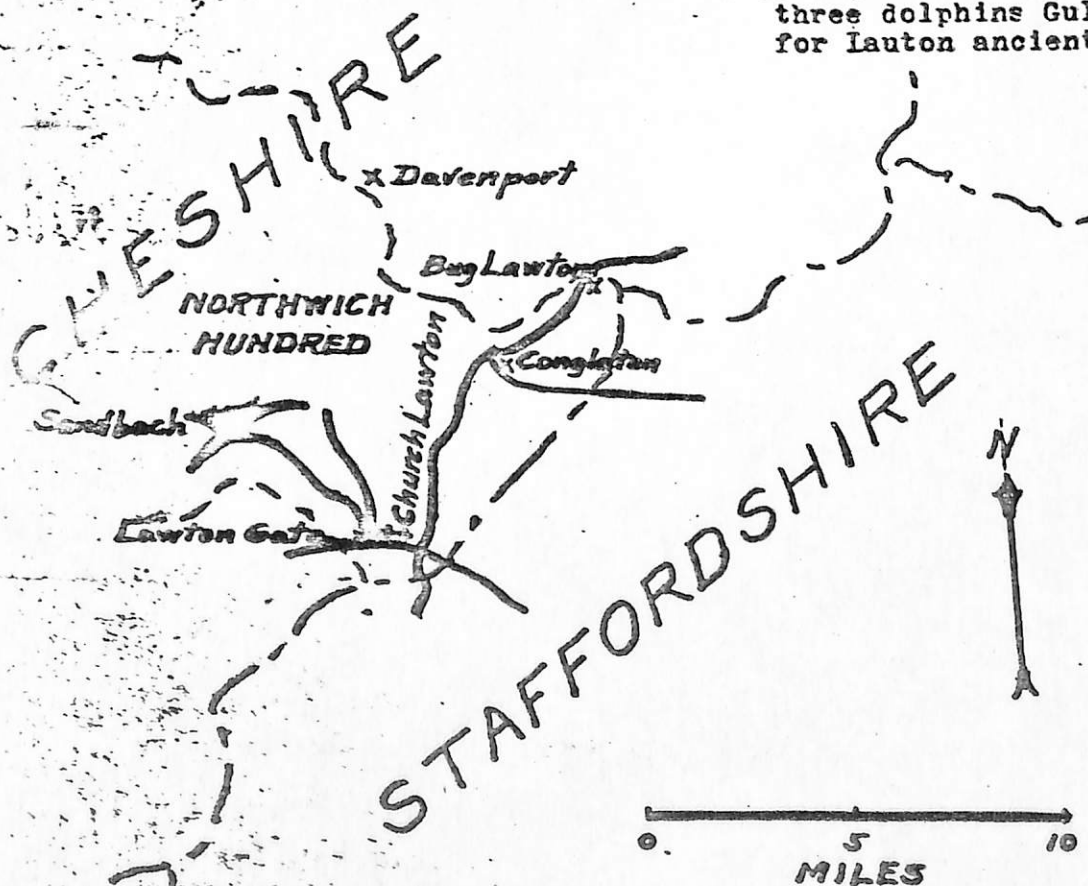 three dolphins Gul
for Lauton ancient
CHESHIRE
x Davenport
Bug Lawton
NORTHWICH
HUNDRED
Church Lawton
x Congleton
Sandbach
Lawton Gate
STAFFORDSHIRE
N
0 5 10
MILES